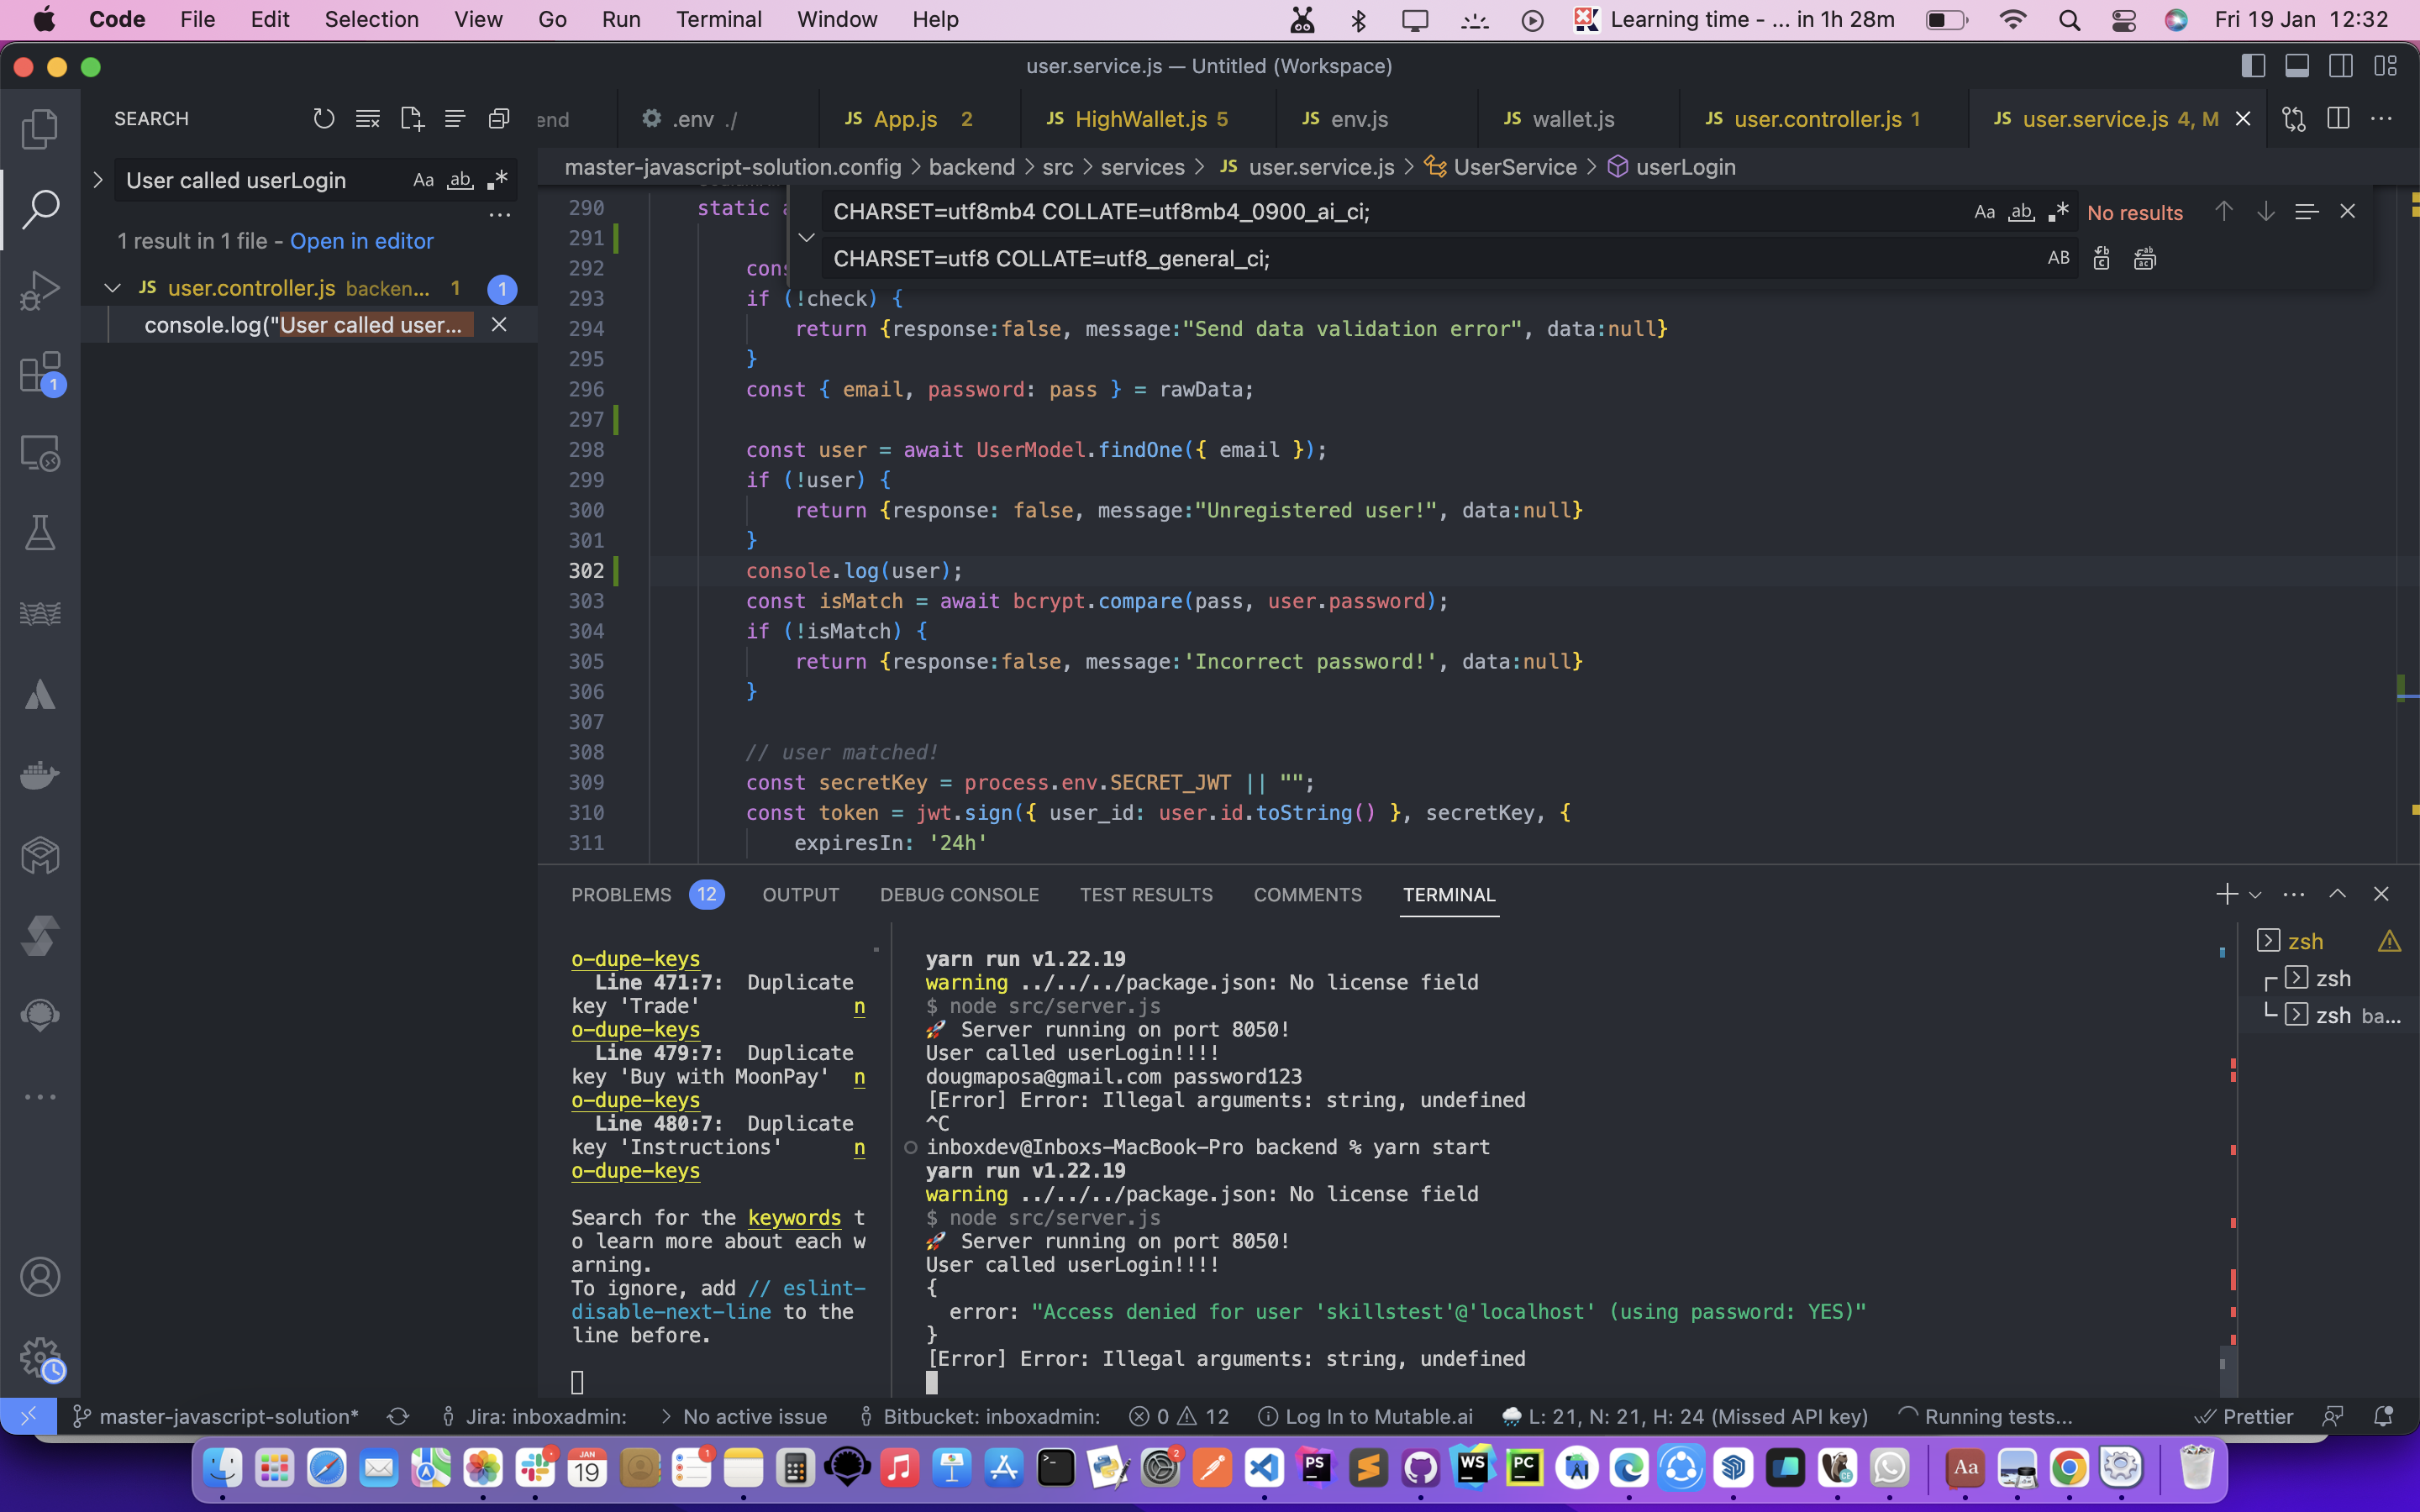 Code File Edit Selection View Go Run Terminal Window Help Learning time - ... in 1h 28m Fri 19 Jan 12:32
user.service.js — Untitled (Workspace)
SEARCH
User called userLogin Aa ab
1 result in 1 file - Open in editor
JS user.controller.js backen... 1 1
console.log("User called user...
end .env ./ JS App.js 2 JS HighWallet.js 5 JS env.js JS wallet.js JS user.controller.js 1 JS user.service.js 4, M
master-javascript-solution.config > backend > src > services > JS user.service.js > UserService > userLogin
CHARSET=utf8mb4 COLLATE=utf8mb4_0900_ai_ci; Aa ab No results
CHARSET=utf8 COLLATE=utf8_general_ci; AB
290 static a
291
292 cons
293 if (!check) {
294 return {response:false, message:"Send data validation error", data:null}
295 }
296 const { email, password: pass } = rawData;
297
298 const user = await UserModel.findOne({ email });
299 if (!user) {
300 return {response: false, message:"Unregistered user!", data:null}
301 }
302 console.log(user);
303 const isMatch = await bcrypt.compare(pass, user.password);
304 if (!isMatch) {
305 return {response:false, message:'Incorrect password!', data:null}
306 }
307
308 // user matched!
309 const secretKey = process.env.SECRET_JWT || "";
310 const token = jwt.sign({ user_id: user.id.toString() }, secretKey, {
311 expiresIn: '24h'
PROBLEMS 12 OUTPUT DEBUG CONSOLE TEST RESULTS COMMENTS TERMINAL
o-dupe-keys
Line 471:7: Duplicate
key 'Trade' n
o-dupe-keys
Line 479:7: Duplicate
key 'Buy with MoonPay' n
o-dupe-keys
Line 480:7: Duplicate
key 'Instructions' n
o-dupe-keys
Search for the keywords t
o learn more about each w
arning.
To ignore, add // eslint-
disable-next-line to the
line before.
yarn run v1.22.19
warning ../../../package.json: No license field
$ node src/server.js
🚀 Server running on port 8050!
User called userLogin!!!!
dougmaposa@gmail.com password123
[Error] Error: Illegal arguments: string, undefined
^C
inboxdev@Inboxs-MacBook-Pro backend % yarn start
yarn run v1.22.19
warning ../../../package.json: No license field
$ node src/server.js
🚀 Server running on port 8050!
User called userLogin!!!!
{
error: "Access denied for user 'skillstest'@'localhost' (using password: YES)"
}
[Error] Error: Illegal arguments: string, undefined
zsh
zsh
zsh ba...
1
master-javascript-solution* Jira: inboxadmin: > No active issue Bitbucket: inboxadmin: 0 12 Log In to Mutable.ai L: 21, N: 21, H: 24 (Missed API key) Running tests... Prettier
JAN
19
1
2
PS
WS
PC
Aa